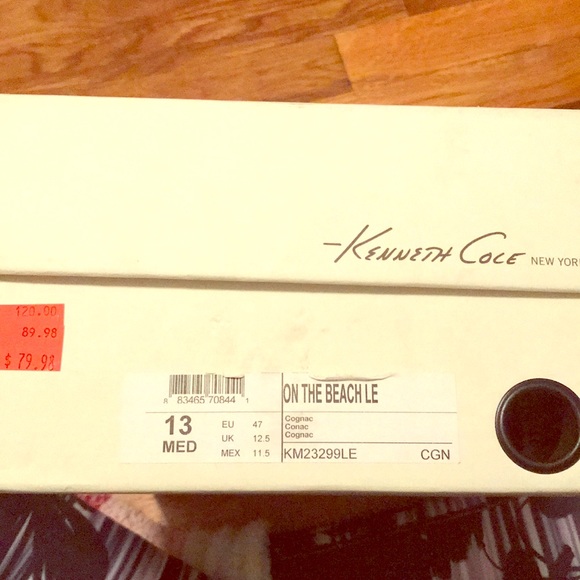 Kenneth Cole NEW YORK
120.00
89.98
$ 79.98
8 83465 70844 1
ON THE BEACH LE
13
MED
EU 47
UK 12.5
MEX 11.5
Cognac
Conac
Cognac
KM23299LE CGN